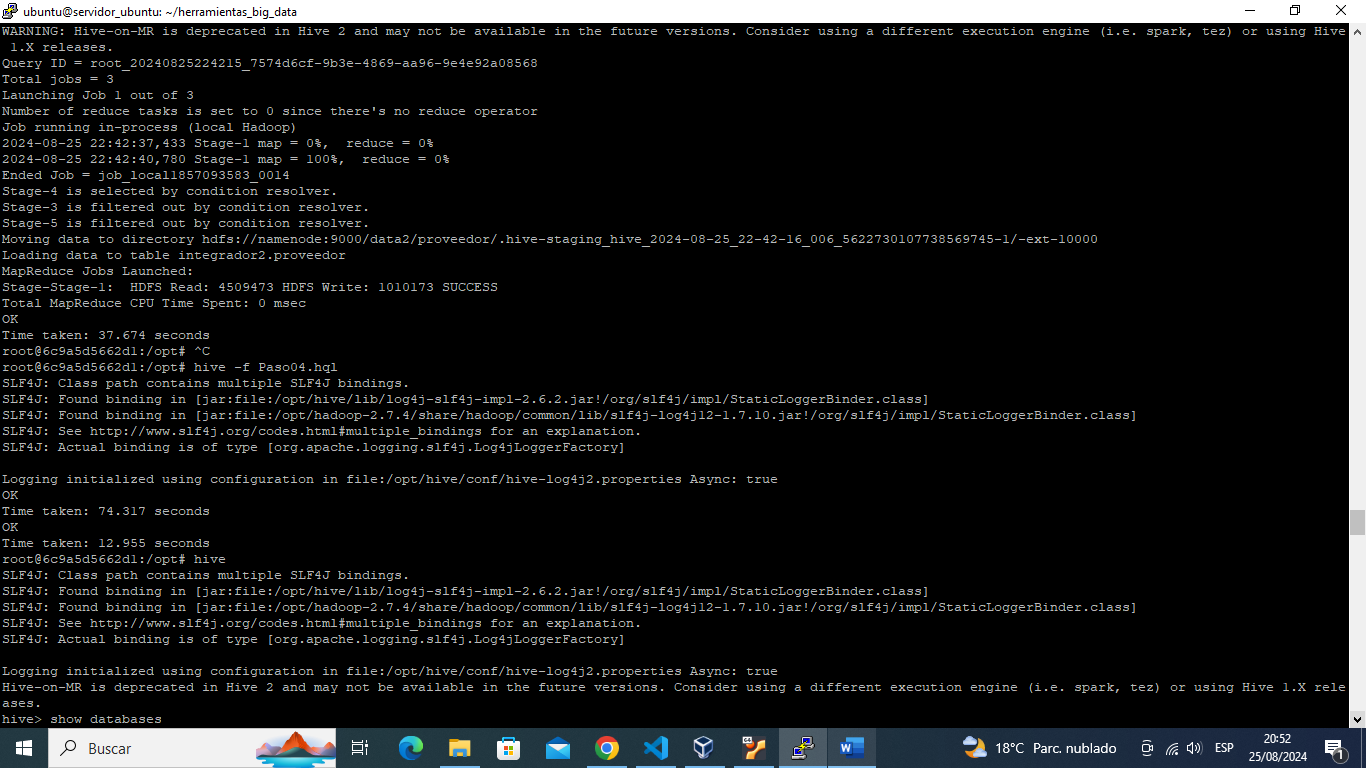 ubuntu@servidor_ubuntu: ~/herramientas_big_data
WARNING: Hive-on-MR is deprecated in Hive 2 and may not be available in the future versions. Consider using a different execution engine (i.e. spark, tez) or using Hive
 1.X releases.
Query ID = root_20240825224215_7574d6cf-9b3e-4869-aa96-9e4e92a08568
Total jobs = 3
Launching Job 1 out of 3
Number of reduce tasks is set to 0 since there's no reduce operator
Job running in-process (local Hadoop)
2024-08-25 22:42:37,433 Stage-1 map = 0%,  reduce = 0%
2024-08-25 22:42:40,780 Stage-1 map = 100%,  reduce = 0%
Ended Job = job_local1857093583_0014
Stage-4 is selected by condition resolver.
Stage-3 is filtered out by condition resolver.
Stage-5 is filtered out by condition resolver.
Moving data to directory hdfs://namenode:9000/data2/proveedor/.hive-staging_hive_2024-08-25_22-42-16_006_5622730107738569745-1/-ext-10000
Loading data to table integrador2.proveedor
MapReduce Jobs Launched:
Stage-Stage-1:  HDFS Read: 4509473 HDFS Write: 1010173 SUCCESS
Total MapReduce CPU Time Spent: 0 msec
OK
Time taken: 37.674 seconds
root@6c9a5d5662d1:/opt# ^C
root@6c9a5d5662d1:/opt# hive -f Paso04.hql
SLF4J: Class path contains multiple SLF4J bindings.
SLF4J: Found binding in [jar:file:/opt/hive/lib/log4j-slf4j-impl-2.6.2.jar!/org/slf4j/impl/StaticLoggerBinder.class]
SLF4J: Found binding in [jar:file:/opt/hadoop-2.7.4/share/hadoop/common/lib/slf4j-log4j12-1.7.10.jar!/org/slf4j/impl/StaticLoggerBinder.class]
SLF4J: See http://www.slf4j.org/codes.html#multiple_bindings for an explanation.
SLF4J: Actual binding is of type [org.apache.logging.slf4j.Log4jLoggerFactory]
Logging initialized using configuration in file:/opt/hive/conf/hive-log4j2.properties Async: true
OK
Time taken: 74.317 seconds
OK
Time taken: 12.955 seconds
root@6c9a5d5662d1:/opt# hive
SLF4J: Class path contains multiple SLF4J bindings.
SLF4J: Found binding in [jar:file:/opt/hive/lib/log4j-slf4j-impl-2.6.2.jar!/org/slf4j/impl/StaticLoggerBinder.class]
SLF4J: Found binding in [jar:file:/opt/hadoop-2.7.4/share/hadoop/common/lib/slf4j-log4j12-1.7.10.jar!/org/slf4j/impl/StaticLoggerBinder.class]
SLF4J: See http://www.slf4j.org/codes.html#multiple_bindings for an explanation.
SLF4J: Actual binding is of type [org.apache.logging.slf4j.Log4jLoggerFactory]
Logging initialized using configuration in file:/opt/hive/conf/hive-log4j2.properties Async: true
Hive-on-MR is deprecated in Hive 2 and may not be available in the future versions. Consider using a different execution engine (i.e. spark, tez) or using Hive 1.X rele
ases.
hive> show databases
Buscar
18°C Parc. nublado
ESP
20:52
25/08/2024
1